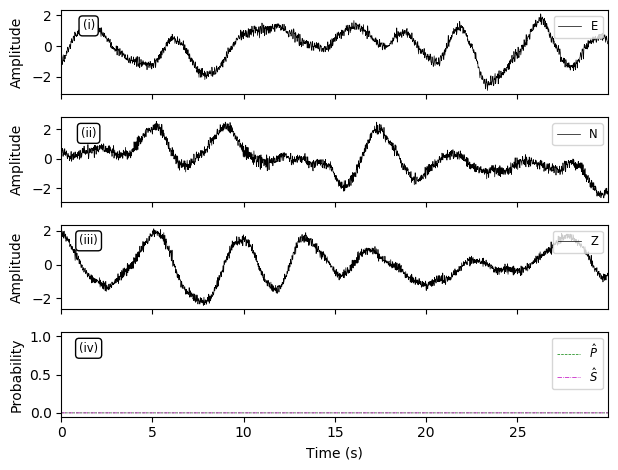 (i)
E
Amplitude
2
0
−2
(ii)
N
Amplitude
2
0
−2
(iii)
Z
Amplitude
2
0
−2
(iv)
P̂
Ŝ
Probability
1.0
0.5
0.0
0 5 10 15 20 25
Time (s)